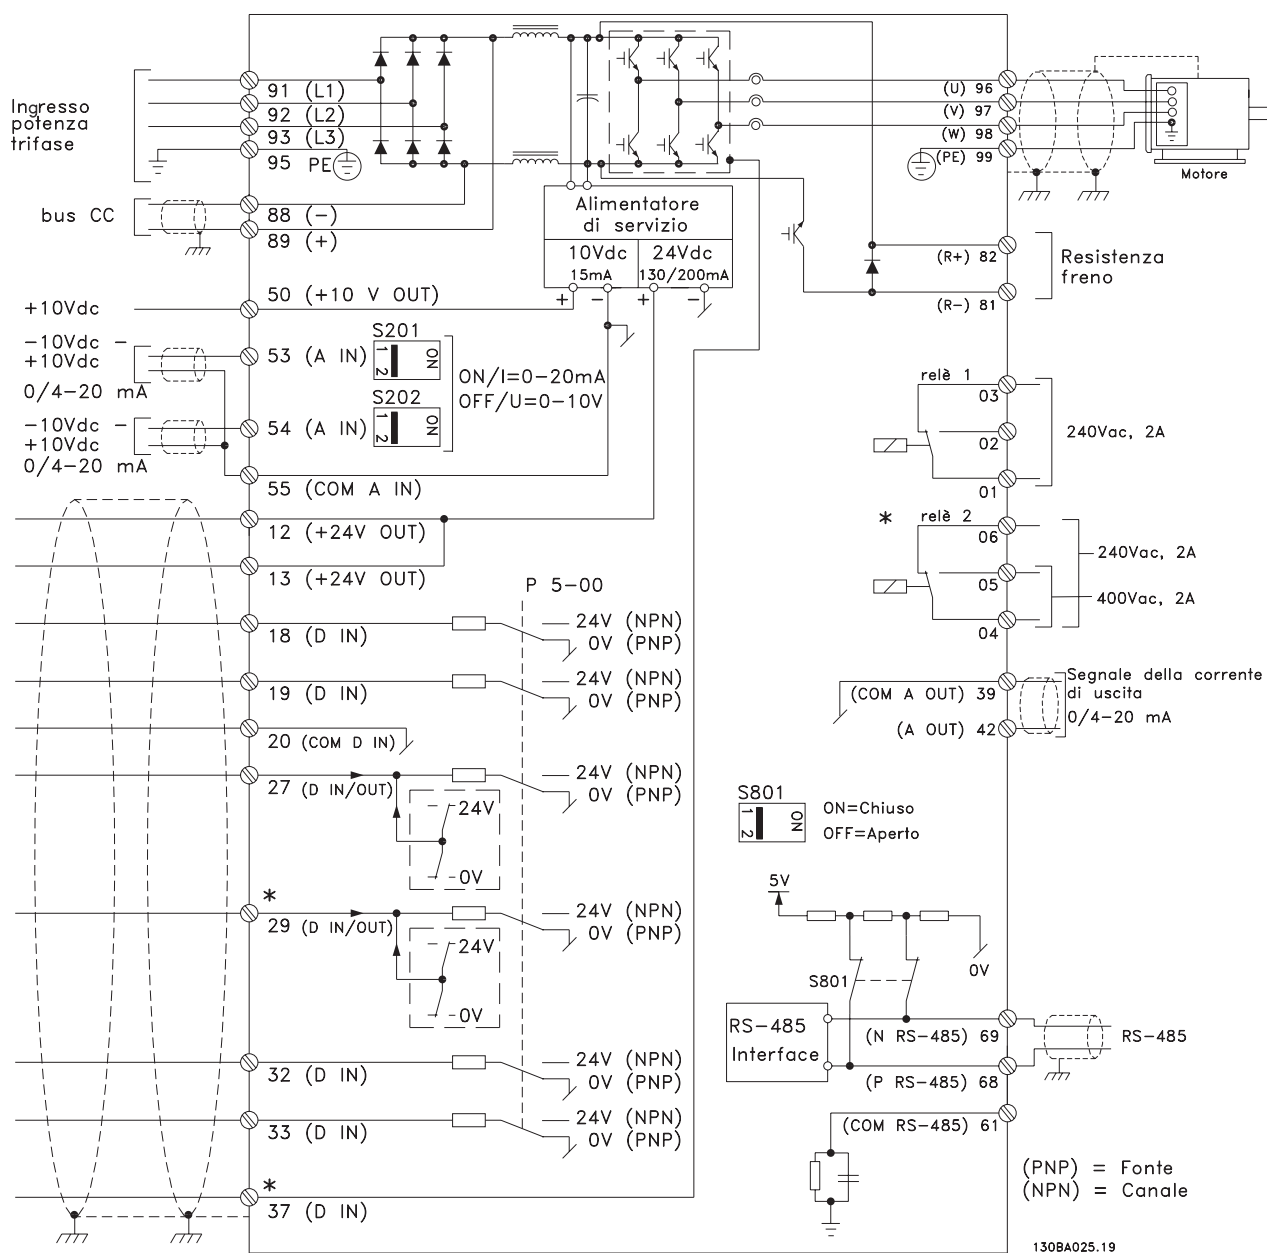 Ingresso
potenza
trifase
91 (L1)
92 (L2)
93 (L3)
95 PE
bus CC
88 (-)
89 (+)
+10Vdc
50 (+10 V OUT)
-10Vdc -
+10Vdc
0/4-20 mA
53 (A IN)
S201
1 2
ON
ON/I=0-20mA
OFF/U=0-10V
S202
1 2
ON
-10Vdc -
+10Vdc
0/4-20 mA
54 (A IN)
55 (COM A IN)
12 (+24V OUT)
13 (+24V OUT)
P 5-00
18 (D IN)
24V (NPN)
0V (PNP)
19 (D IN)
24V (NPN)
0V (PNP)
20 (COM D IN)
27 (D IN/OUT)
24V (NPN)
0V (PNP)
24V
0V
*
29 (D IN/OUT)
24V (NPN)
0V (PNP)
24V
0V
32 (D IN)
24V (NPN)
0V (PNP)
33 (D IN)
24V (NPN)
0V (PNP)
*
37 (D IN)
Alimentatore
di servizio
10Vdc
15mA
24Vdc
130/200mA
+ - + -
(U) 96
(V) 97
(W) 98
(PE) 99
Motore
(R+) 82
Resistenza
freno
(R-) 81
relè 1
03
02
01
240Vac, 2A
* relè 2
06
05
04
240Vac, 2A
400Vac, 2A
(COM A OUT) 39
(A OUT) 42
Segnale della corrente
di uscita
0/4-20 mA
S801
1 2
ON
ON=Chiuso
OFF=Aperto
5V
0V
S801
RS-485
Interface
(N RS-485) 69
(P RS-485) 68
RS-485
(COM RS-485) 61
(PNP) = Fonte
(NPN) = Canale
130BA025.19